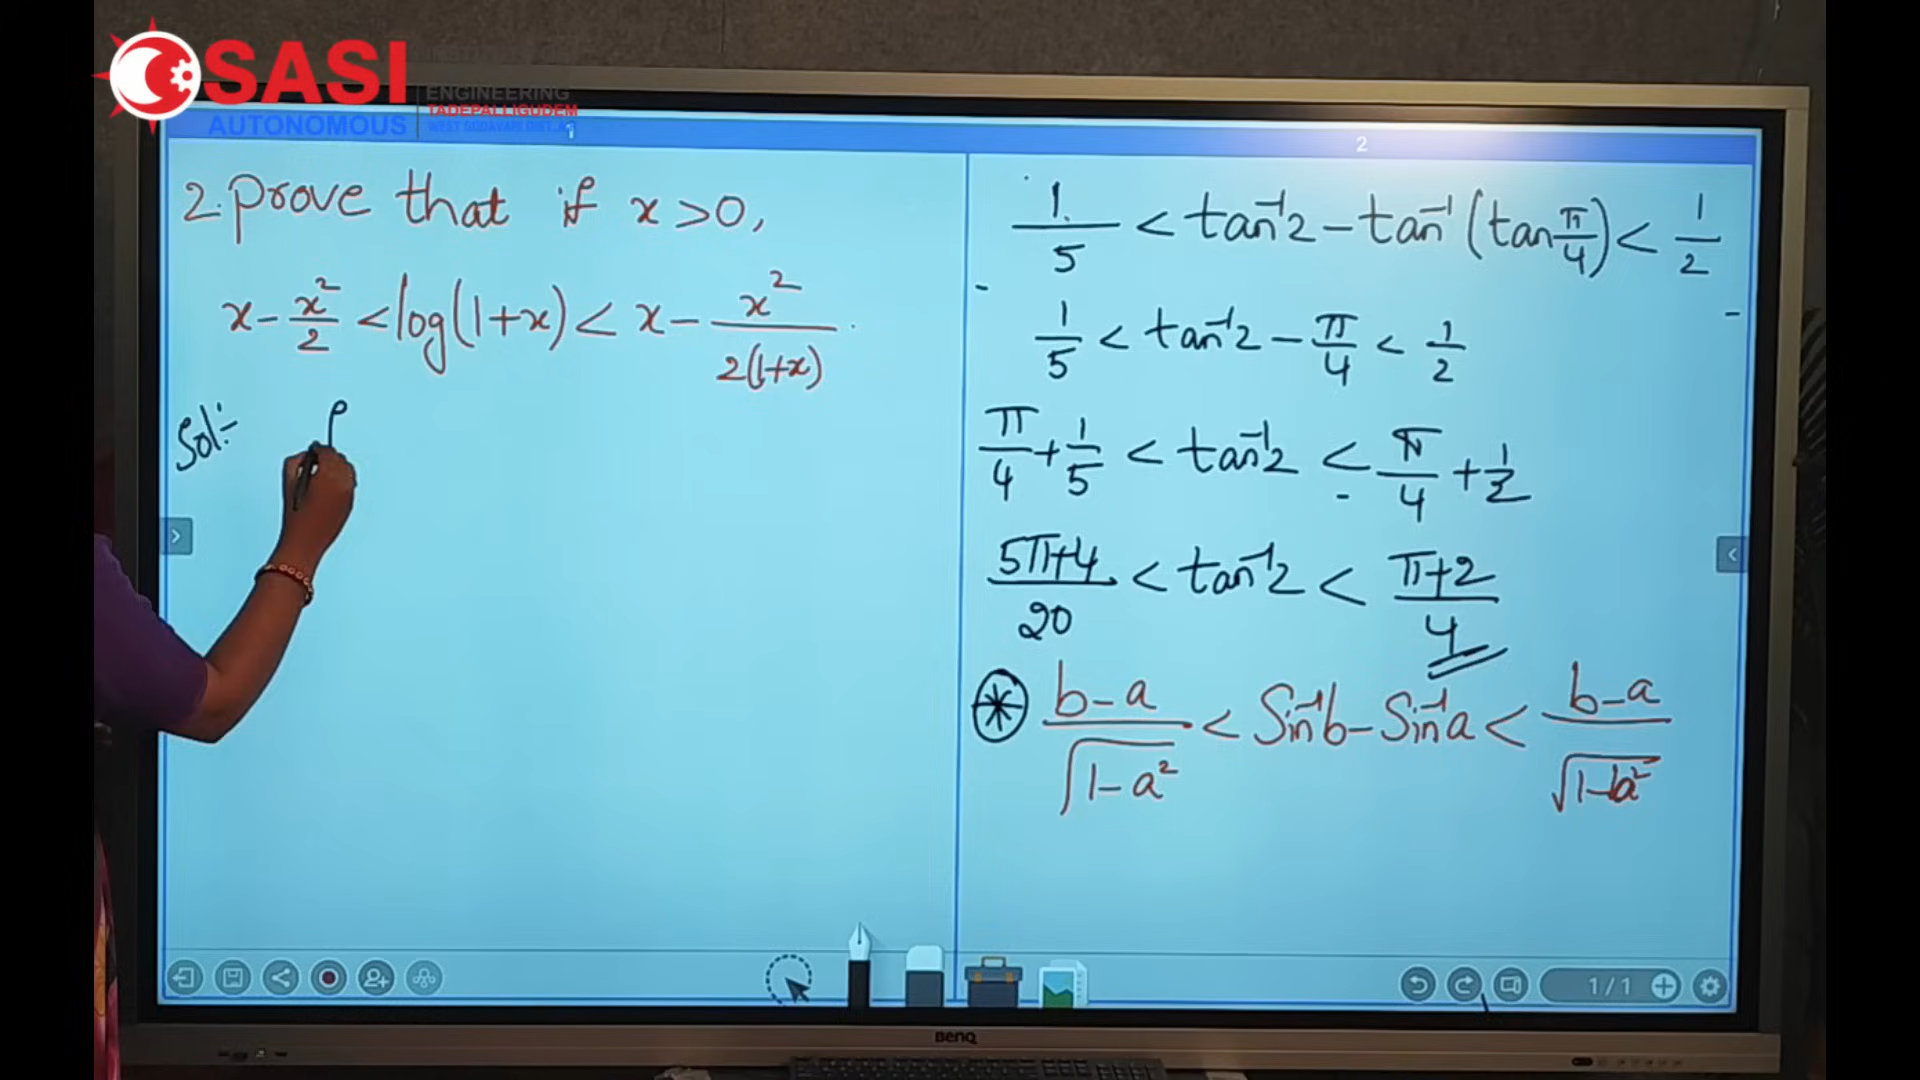 SASI
ENGINEERING
TADEPALLIGUDEM
AUTONOMOUS
1
2
2. prove that if x > 0,
x - x²/2 < log(1+x) < x - x²/2(1+x).
Sol:-
1/5 < tan⁻¹2 - tan⁻¹(tan π/4) < 1/2
1/5 < tan⁻¹2 - π/4 < 1/2
π/4 + 1/5 < tan⁻¹2 < π/4 + 1/2
5π+4/20 < tan⁻¹2 < π+2/4
b-a/√1-a² < Sin⁻¹b - Sin⁻¹a < b-a/√1-b²
1/1
BenQ